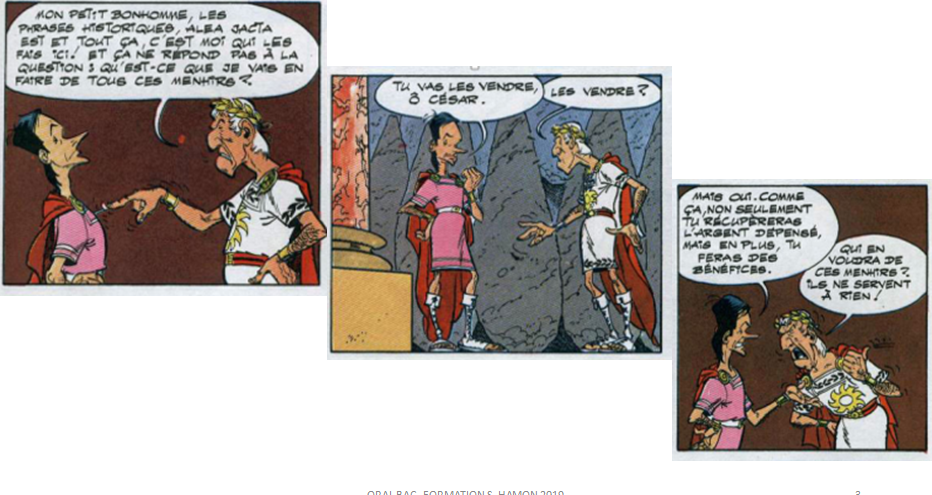 MON PETIT BONHOMME, LES
PHRASES HISTORIQUES, ALEA JACTA
EST ET TOUT ÇA, C'EST MOI QUI LES
FAIS ICI! ET ÇA NE RÉPOND PAS À LA
QUESTION : QU'EST-CE QUE JE VAIS EN
FAIRE DE TOUS CES MENHIRS ?
TU VAS LES VENDRE,
Ô CÉSAR.
LES VENDRE ?
MAIS OUI. COMME
ÇA, NON SEULEMENT
TU RÉCUPÉRERAS
L'ARGENT DÉPENSÉ,
MAIS EN PLUS, TU
FERAS DES
BÉNÉFICES.
QUI EN
VOUDRA DE
CES MENHIRS ?
ILS NE SERVENT
À RIEN !
ORAL BAC FORMATION S. HAMON 2010
3